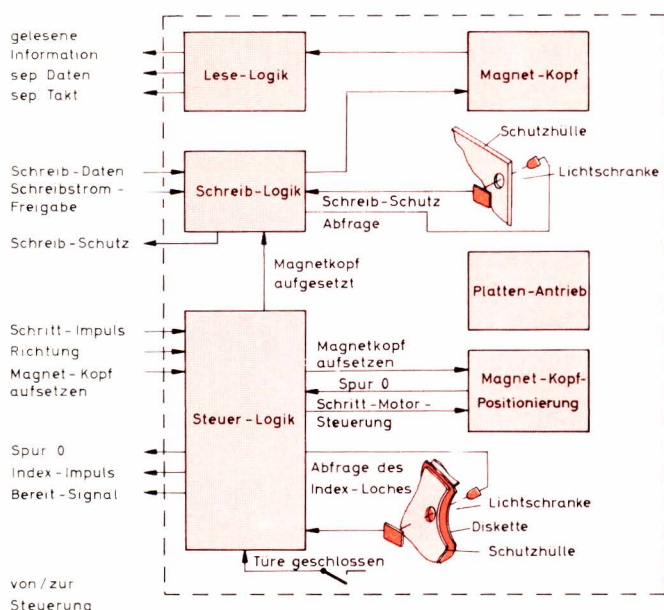 gelesene
Information
sep Daten
sep Takt
Lese-Logik
Magnet-Kopf
Schutzhülle
Lichtschranke
Schreib-Daten
Schreibstrom-
Freigabe
Schreib-Logik
Schreib-Schutz
Abfrage
Schreib-Schutz
Magnetkopf
aufgesetzt
Platten-Antrieb
Schritt-Impuls
Richtung
Magnet-Kopf
aufsetzen
Steuer-Logik
Magnetkopf
aufsetzen
Spur 0
Schritt-Motor-
Steuerung
Magnet-Kopf-
Positionierung
Spur 0
Index-Impuls
Bereit-Signal
Abfrage des
Index-Loches
Lichtschranke
Diskette
Schutzhülle
Türe geschlossen
von/zur
Steuerung